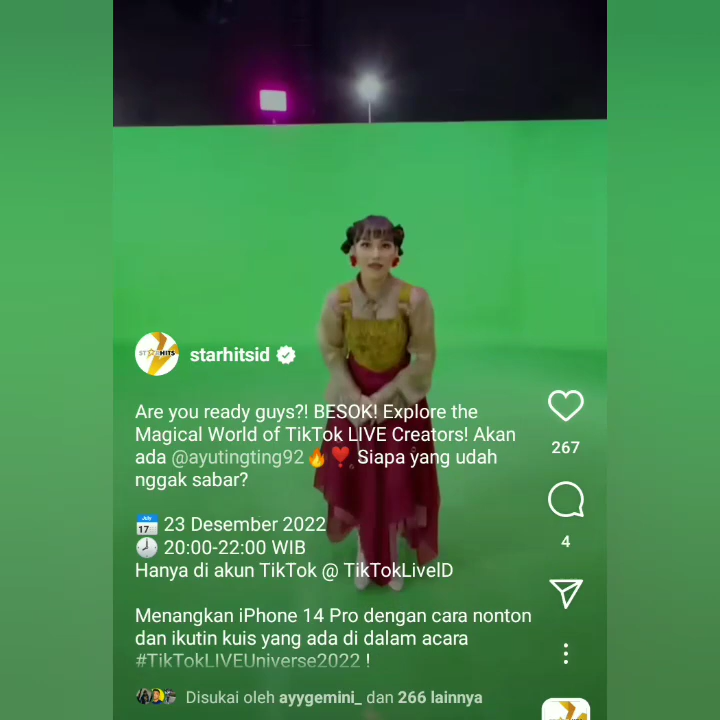 STARHITS
starhitsid
Are you ready guys?! BESOK! Explore the
Magical World of TikTok LIVE Creators! Akan
ada @ayutingting92🔥❣️ Siapa yang udah
nggak sabar?
July
17
23 Desember 2022
20:00-22:00 WIB
Hanya di akun TikTok @ TikTokLiveID
Menangkan iPhone 14 Pro dengan cara nonton
dan ikutin kuis yang ada di dalam acara
#TikTokLIVEUniverse2022 !
267
4
Disukai oleh ayygemini_ dan 266 lainnya